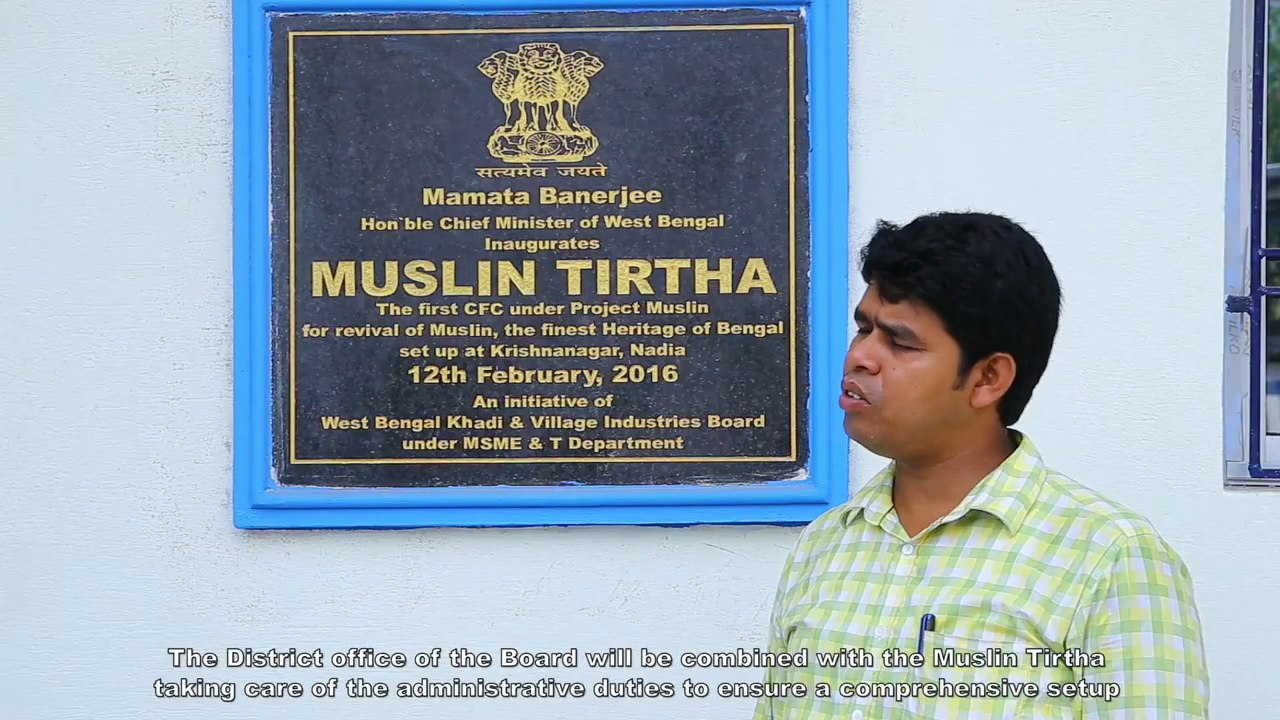 सत्यमेव जयते
Mamata Banerjee
Hon`ble Chief Minister of West Bengal
Inaugurates
MUSLIN TIRTHA
The first CFC under Project Muslin
for revival of Muslin, the finest Heritage of Bengal
set up at Krishnanagar, Nadia
12th February, 2016
An initiative of
West Bengal Khadi & Village Industries Board
under MSME & T Department
The District office of the Board will be combined with the Muslin Tirtha
taking care of the administrative duties to ensure a comprehensive setup